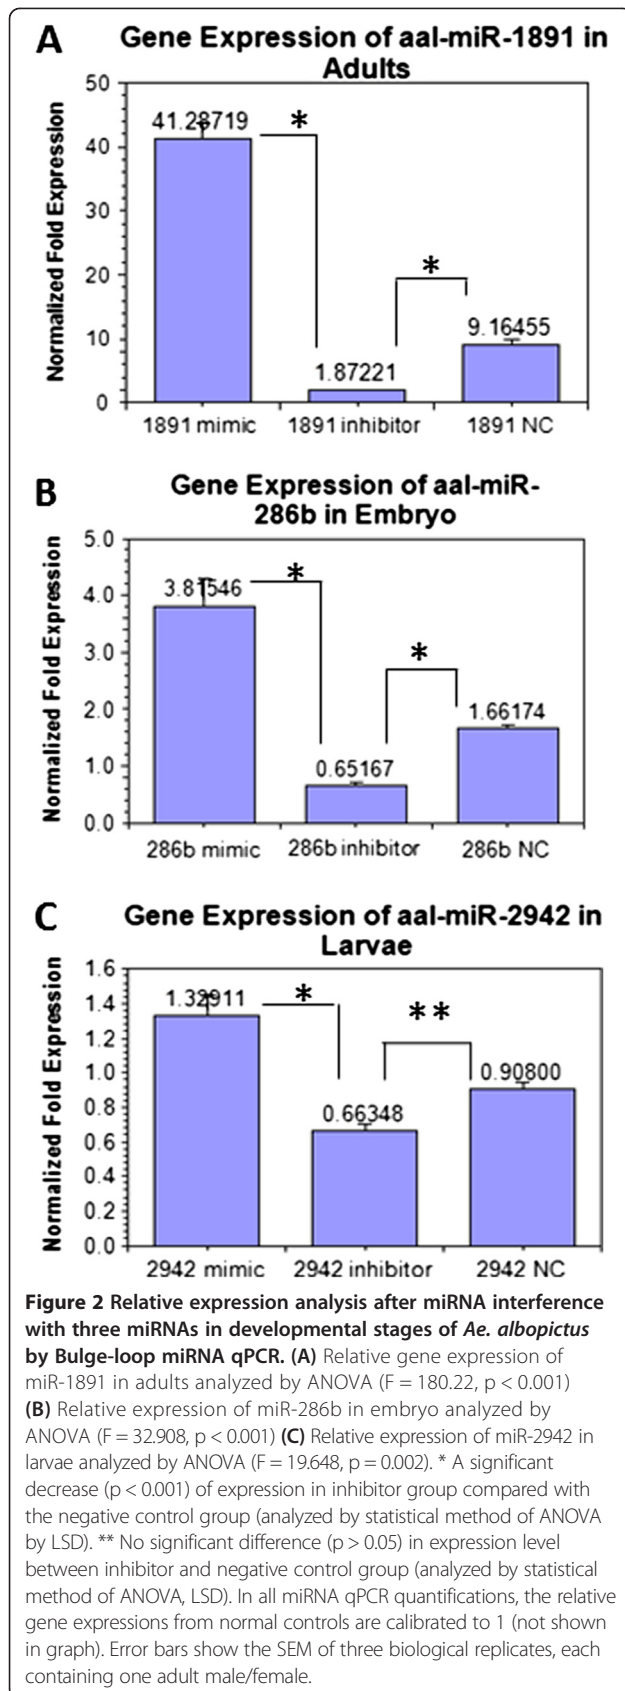 A
Gene Expression of aal-miR-1891 in
Adults
Normalized Fold Expression
50
40
30
20
10
0
41.28719
*
1.87221
*
9.16455
1891 mimic 1891 inhibitor 1891 NC
B
Gene Expression of aal-miR-
286b in Embryo
Normalized Fold Expression
5.0
4.0
3.0
2.0
1.0
0.0
3.81546
*
0.65167
*
1.66174
286b mimic 286b inhibitor 286b NC
C
Gene Expression of aal-miR-2942 in
Larvae
Normalized Fold Expression
1.6
1.4
1.2
1.0
0.8
0.6
0.4
0.2
0.0
1.32911
*
0.66348
**
0.90800
2942 mimic 2942 inhibitor 2942 NC
Figure 2 Relative expression analysis after miRNA interference
with three miRNAs in developmental stages of Ae. albopictus
by Bulge-loop miRNA qPCR. (A) Relative gene expression of
miR-1891 in adults analyzed by ANOVA (F = 180.22, p < 0.001)
(B) Relative expression of miR-286b in embryo analyzed by
ANOVA (F = 32.908, p < 0.001) (C) Relative expression of miR-2942 in
larvae analyzed by ANOVA (F = 19.648, p = 0.002). * A significant
decrease (p < 0.001) of expression in inhibitor group compared with
the negative control group (analyzed by statistical method of ANOVA
by LSD). ** No significant difference (p > 0.05) in expression level
between inhibitor and negative control group (analyzed by statistical
method of ANOVA, LSD). In all miRNA qPCR quantifications, the relative
gene expressions from normal controls are calibrated to 1 (not shown
in graph). Error bars show the SEM of three biological replicates, each
containing one adult male/female.